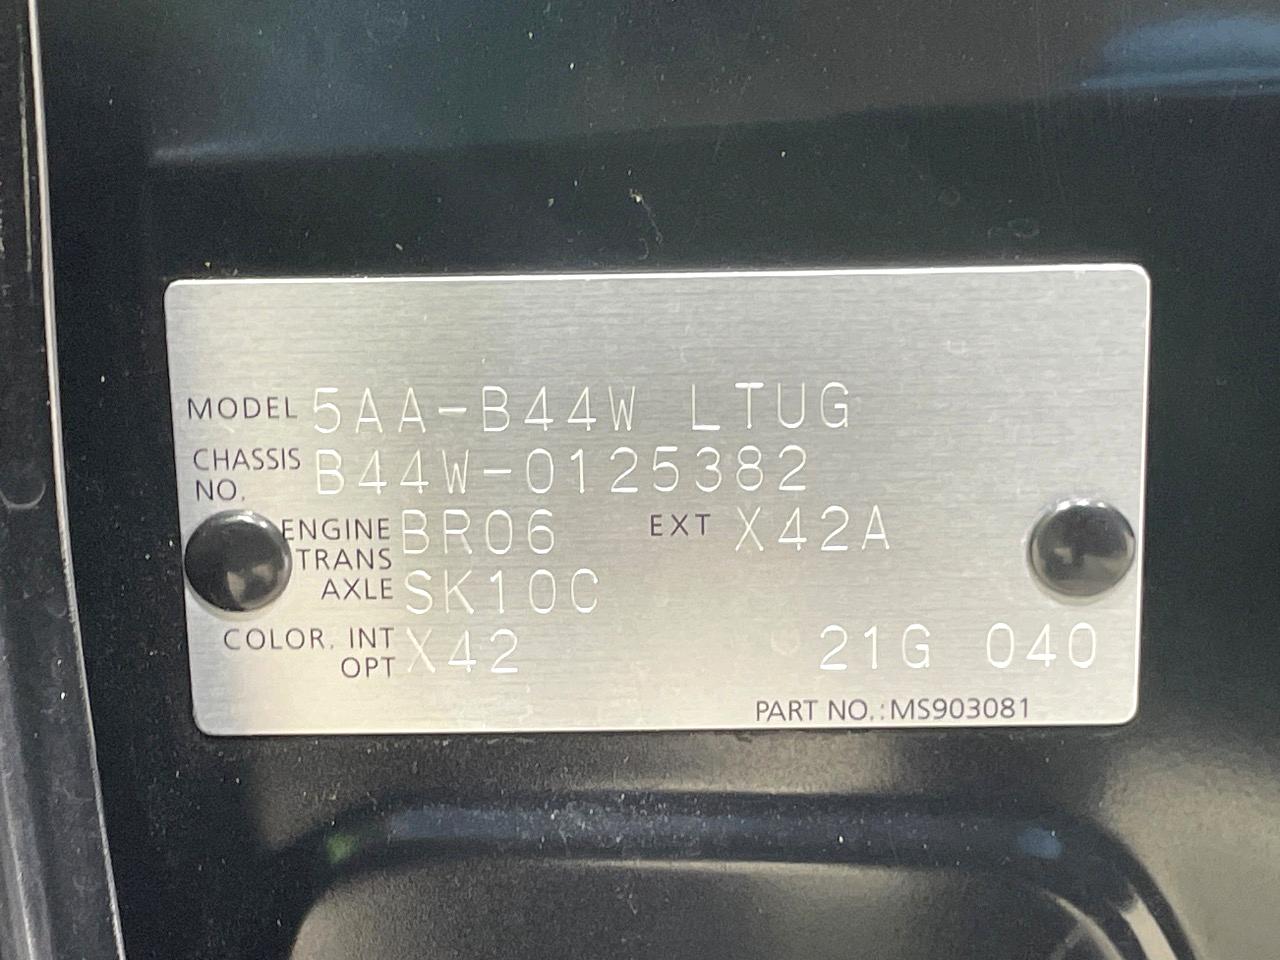 MODEL 5AA-B44W LTUG
CHASSIS NO. B44W-0125382
ENGINE BR06 EXT X42A
TRANS AXLE SK10C
COLOR, INT OPT X42 21G 040
PART NO.:MS903081